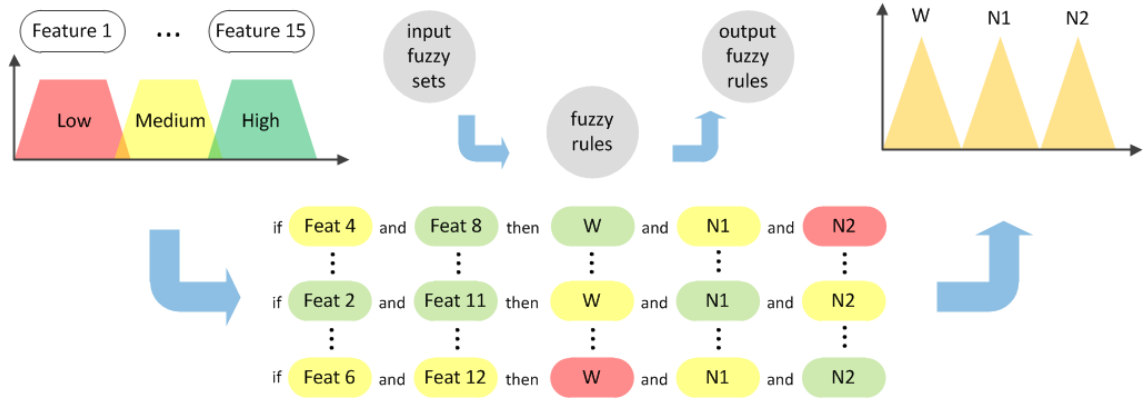 Feature 1 ... Feature 15
Low Medium High
input
fuzzy
sets
fuzzy
rules
output
fuzzy
rules
W N1 N2
if Feat 4 and Feat 8 then W and N1 and N2
if Feat 2 and Feat 11 then W and N1 and N2
if Feat 6 and Feat 12 then W and N1 and N2